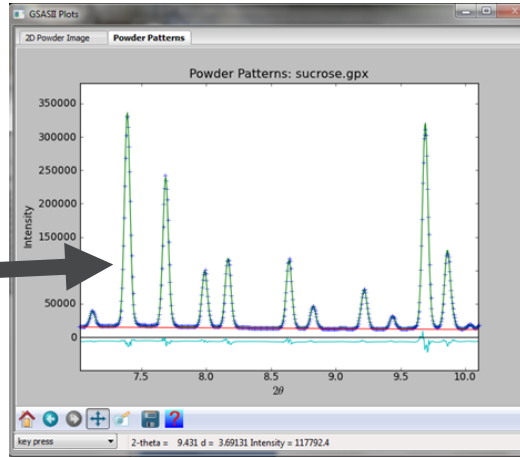 GSASII Plots
2D Powder Image Powder Patterns
Powder Patterns: sucrose.gpx
350000
300000
250000
200000
150000
100000
50000
0
Intensity
7.5 8.0 8.5 9.0 9.5 10.0
2θ
?
key press 2-theta = 9.431 d = 3.69131 Intensity = 117792.4